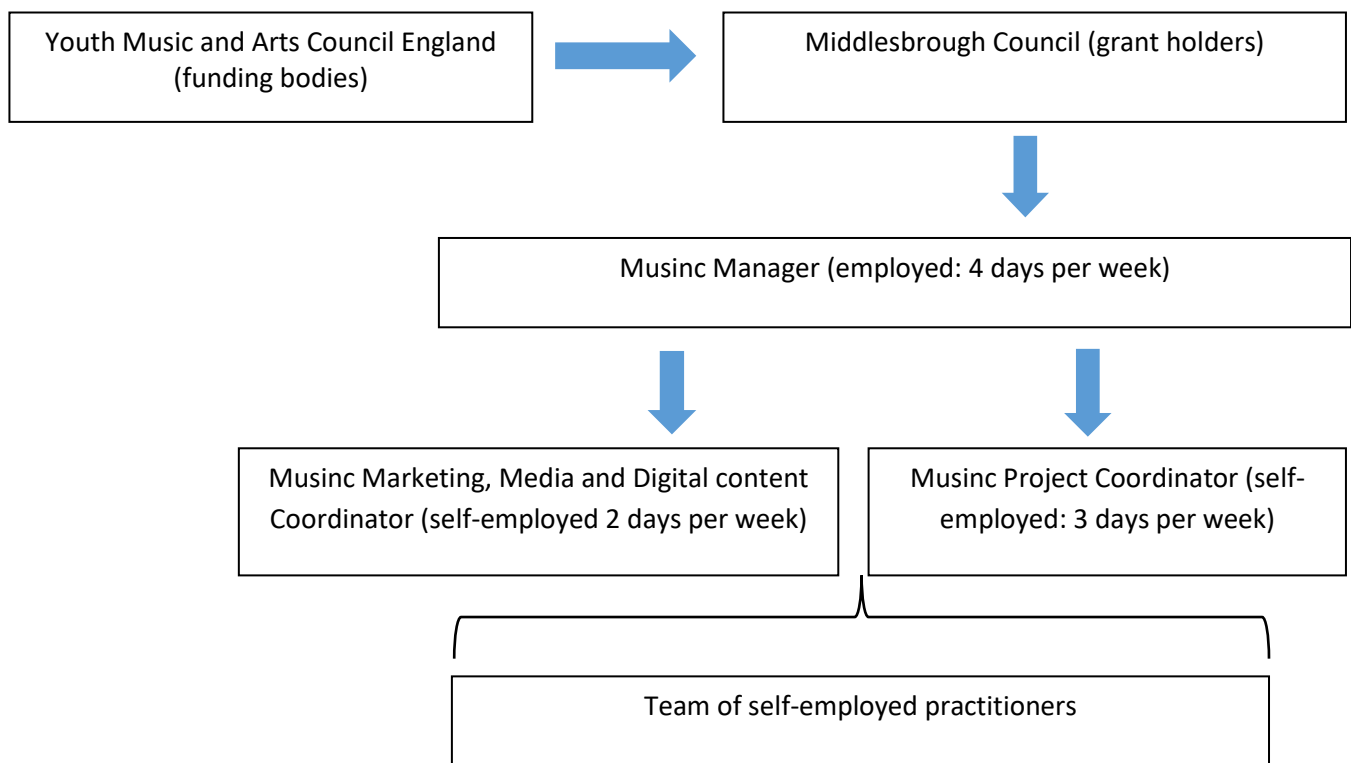 Youth Music and Arts Council England
(funding bodies)
Middlesbrough Council (grant holders)
Musinc Manager (employed: 4 days per week)
Musinc Marketing, Media and Digital content
Coordinator (self-employed 2 days per week)
Musinc Project Coordinator (self-
employed: 3 days per week)
Team of self-employed practitioners